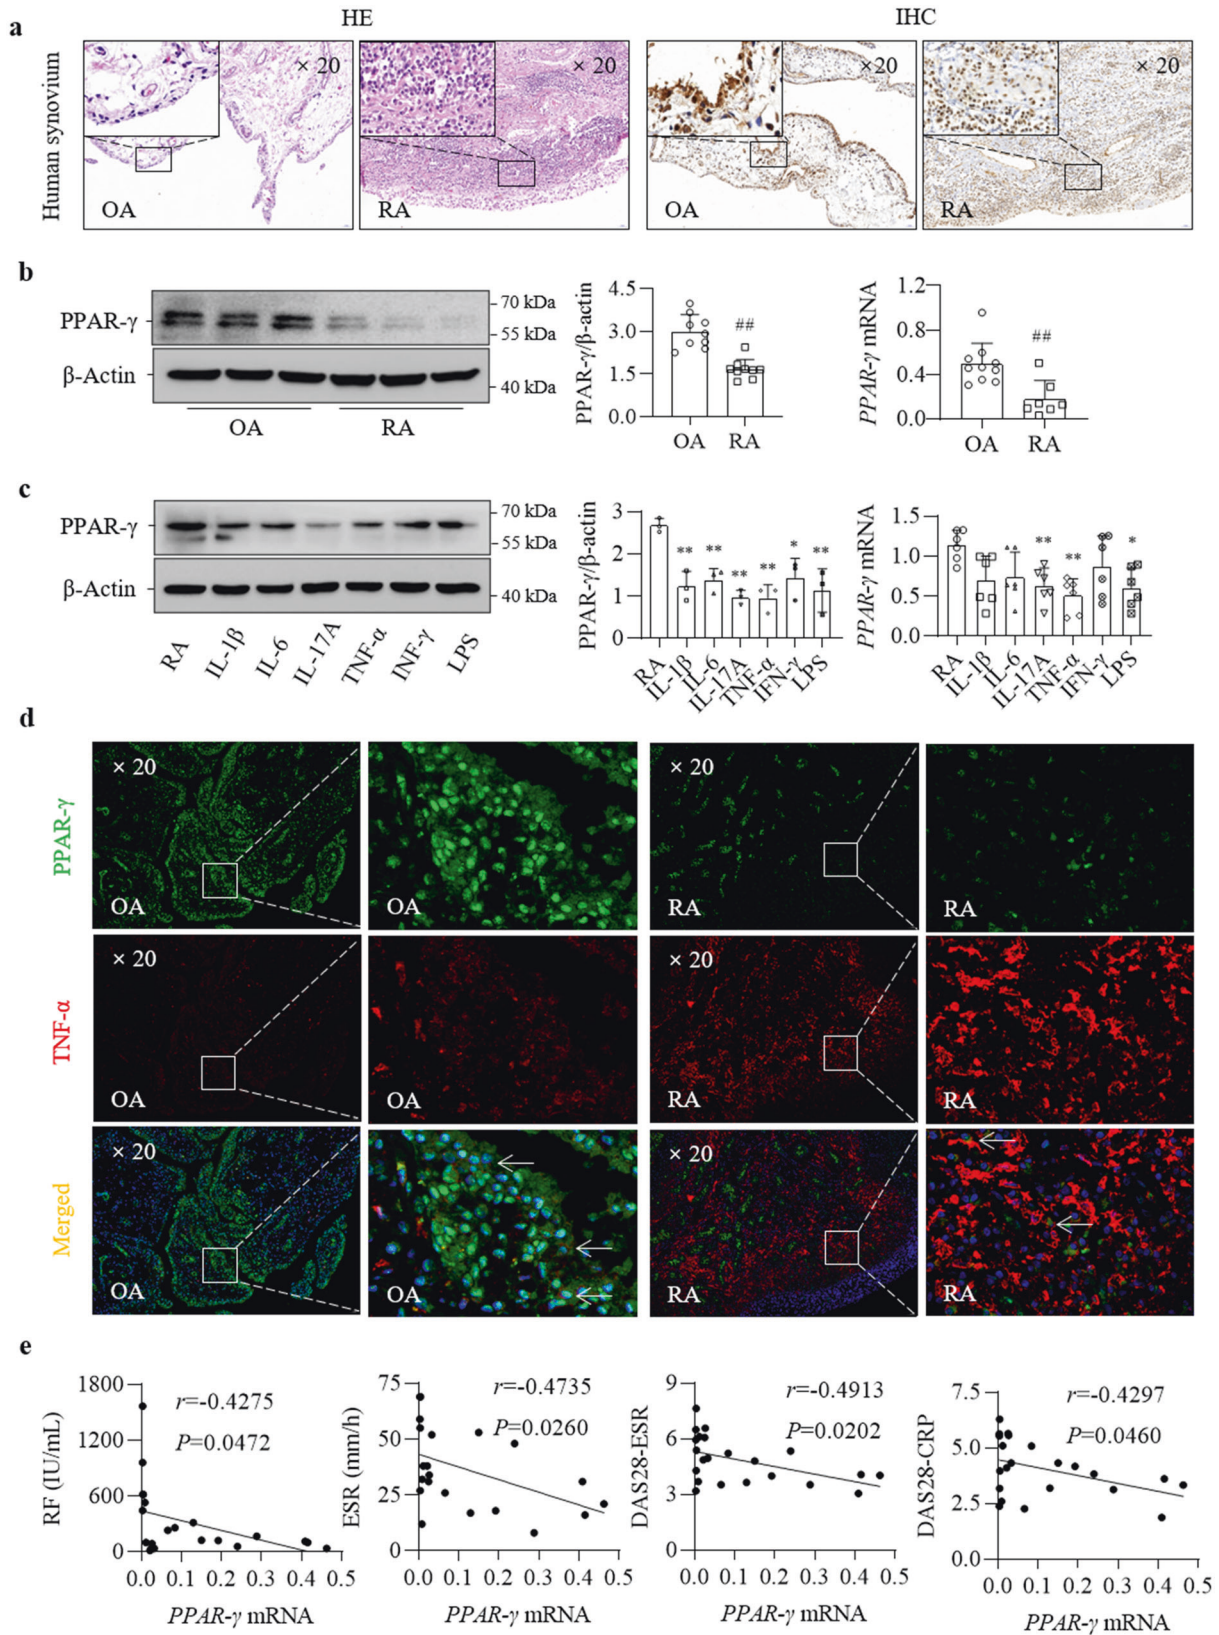 a
HE
IHC
Human synovium
× 20
OA
× 20
RA
×20
OA
× 20
RA
b
PPAR-γ
70 kDa
55 kDa
β-Actin
40 kDa
OA
RA
PPAR-γ/β-actin
4.5
3.0
1.5
0.0
##
OA
RA
PPAR-γ mRNA
1.2
0.8
0.4
0.0
##
OA
RA
c
PPAR-γ
70 kDa
55 kDa
β-Actin
40 kDa
RA
IL-1β
IL-6
IL-17A
TNF-α
INF-γ
LPS
PPAR-γ/β-actin
3
2
1
0
**
**
**
**
*
**
RA
IL-1β
IL-6
IL-17A
TNF-α
IFN-γ
LPS
PPAR-γ mRNA
1.5
1.0
0.5
0.0
**
**
*
RA
IL-1β
IL-6
IL-17A
TNF-α
IFN-γ
LPS
d
PPAR-γ
× 20
OA
OA
× 20
RA
RA
TNF-α
× 20
OA
OA
× 20
RA
RA
Merged
× 20
OA
OA
× 20
RA
RA
e
RF (IU/mL)
1800
1200
600
0
r=-0.4275
P=0.0472
0.0 0.1 0.2 0.3 0.4 0.5
PPAR-γ mRNA
ESR (mm/h)
75
50
25
0
r=-0.4735
P=0.0260
0.0 0.1 0.2 0.3 0.4 0.5
PPAR-γ mRNA
DAS28-ESR
9
6
3
0
r=-0.4913
P=0.0202
0.0 0.1 0.2 0.3 0.4 0.5
PPAR-γ mRNA
DAS28-CRP
7.5
5.0
2.5
0.0
r=-0.4297
P=0.0460
0.0 0.1 0.2 0.3 0.4 0.5
PPAR-γ mRNA